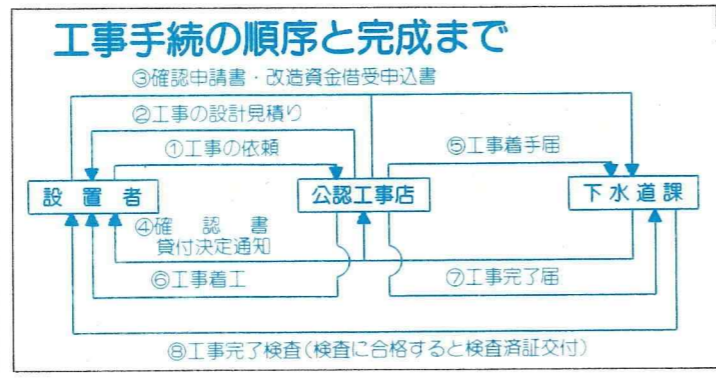 工事手続の順序と完成まで
③確認申請書・改造資金借受申込書
②工事の設計見積り
①工事の依頼
⑤工事着手届
設置者
公認工事店
下水道課
④確認書
貸付決定通知
⑥工事着工
⑦工事完了届
⑧工事完了検査(検査に合格すると検査済証交付)